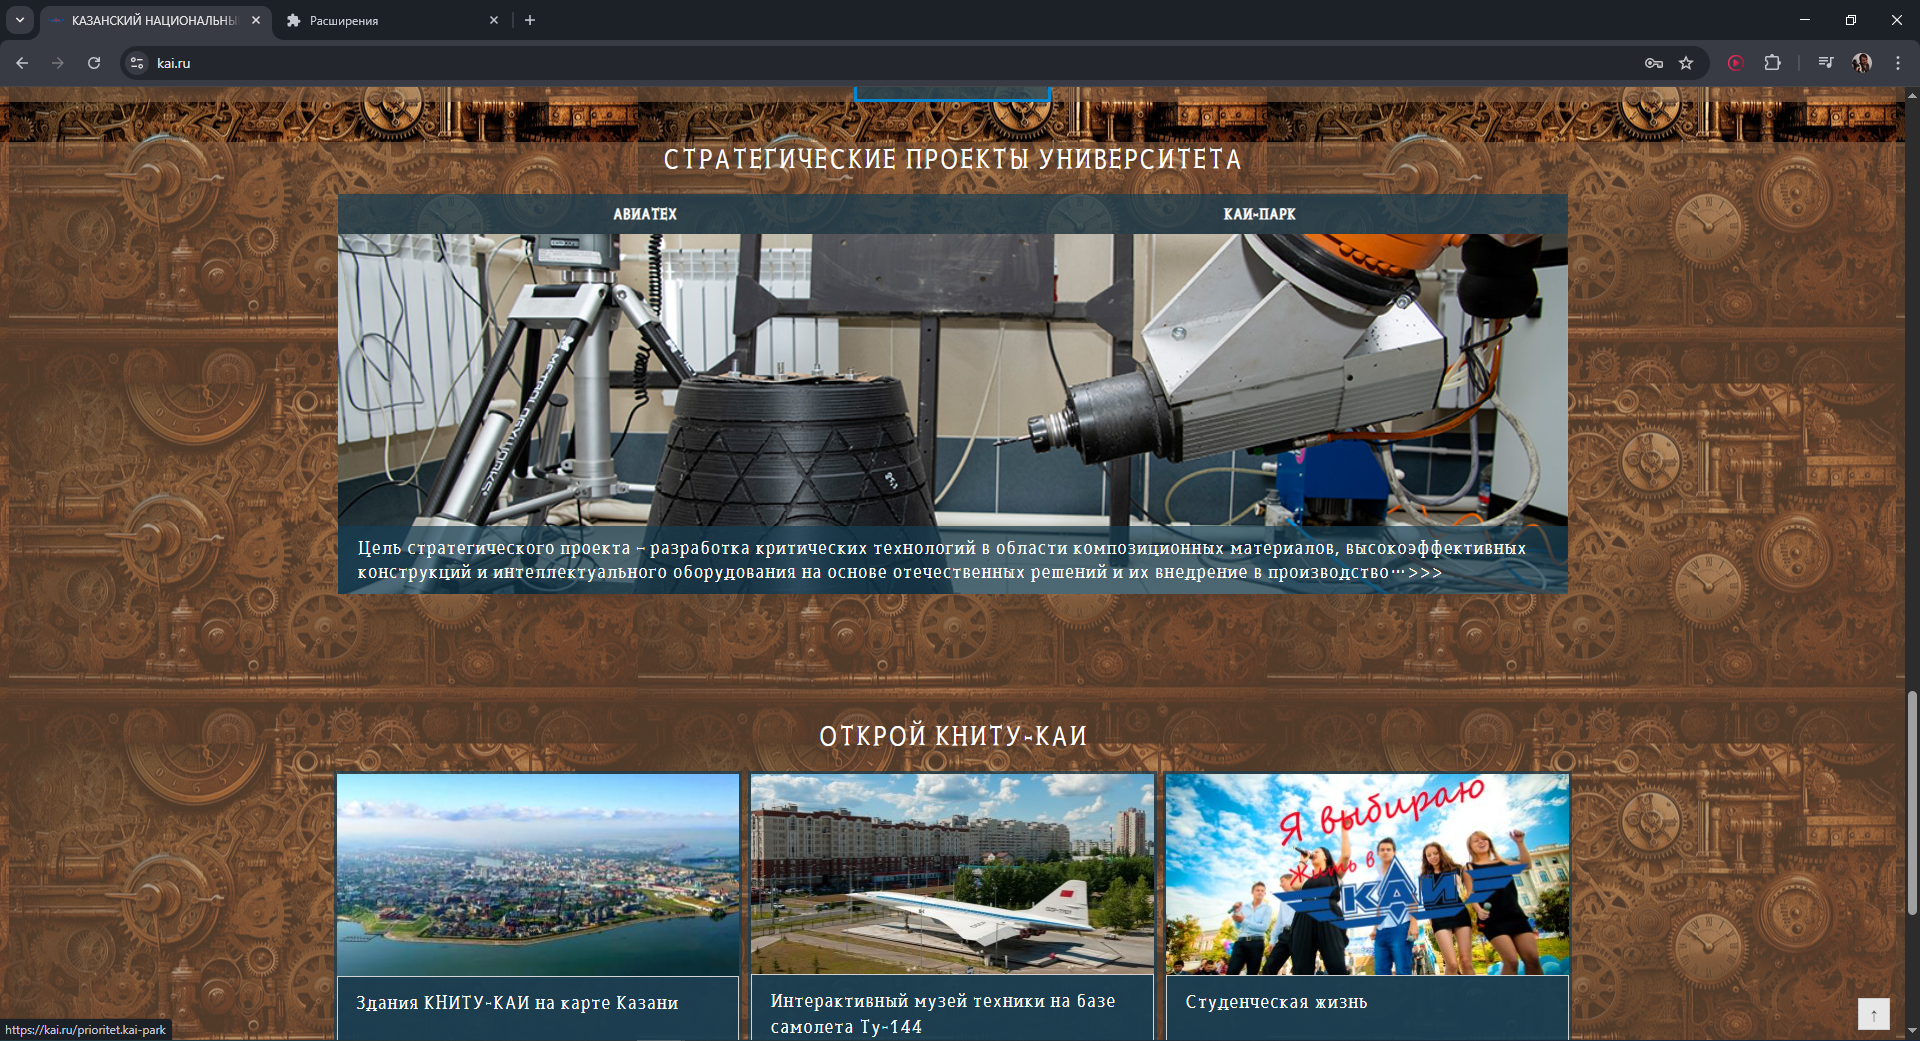 КАЗАНСКИЙ НАЦИОНАЛЬНЫ
Расширения
kai.ru
СТРАТЕГИЧЕСКИЕ ПРОЕКТЫ УНИВЕРСИТЕТА
АВИАТЕХ
КАИ-ПАРК
Цель стратегического проекта – разработка критических технологий в области композиционных материалов, высокоэффективных
конструкций и интеллектуального оборудования на основе отечественных решений и их внедрение в производство...>>>
ОТКРОЙ КНИТУ-КАИ
Я выбираю
жить в
КАИ
Здания КНИТУ-КАИ на карте Казани
Интерактивный музей техники на базе
самолета Ту-144
Студенческая жизнь
↑
https://kai.ru/prioritet.kai-park